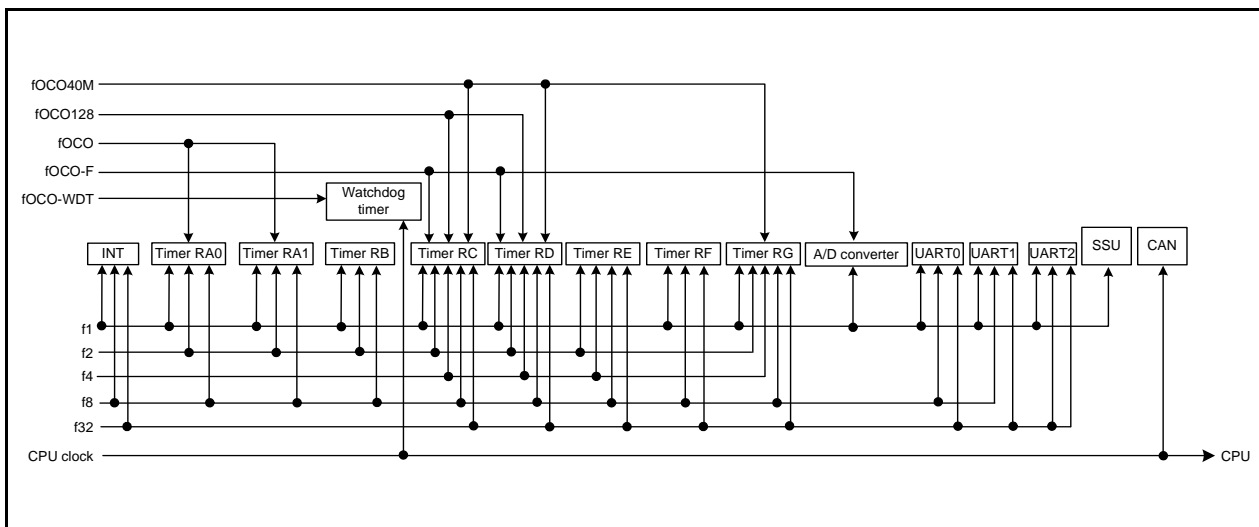 fOCO40M
fOCO128
fOCO
fOCO-F
fOCO-WDT
Watchdog
timer
INT
Timer RA0
Timer RA1
Timer RB
Timer RC
Timer RD
Timer RE
Timer RF
Timer RG
A/D converter
UART0
UART1
UART2
SSU
CAN
f1
f2
f4
f8
f32
CPU clock
CPU